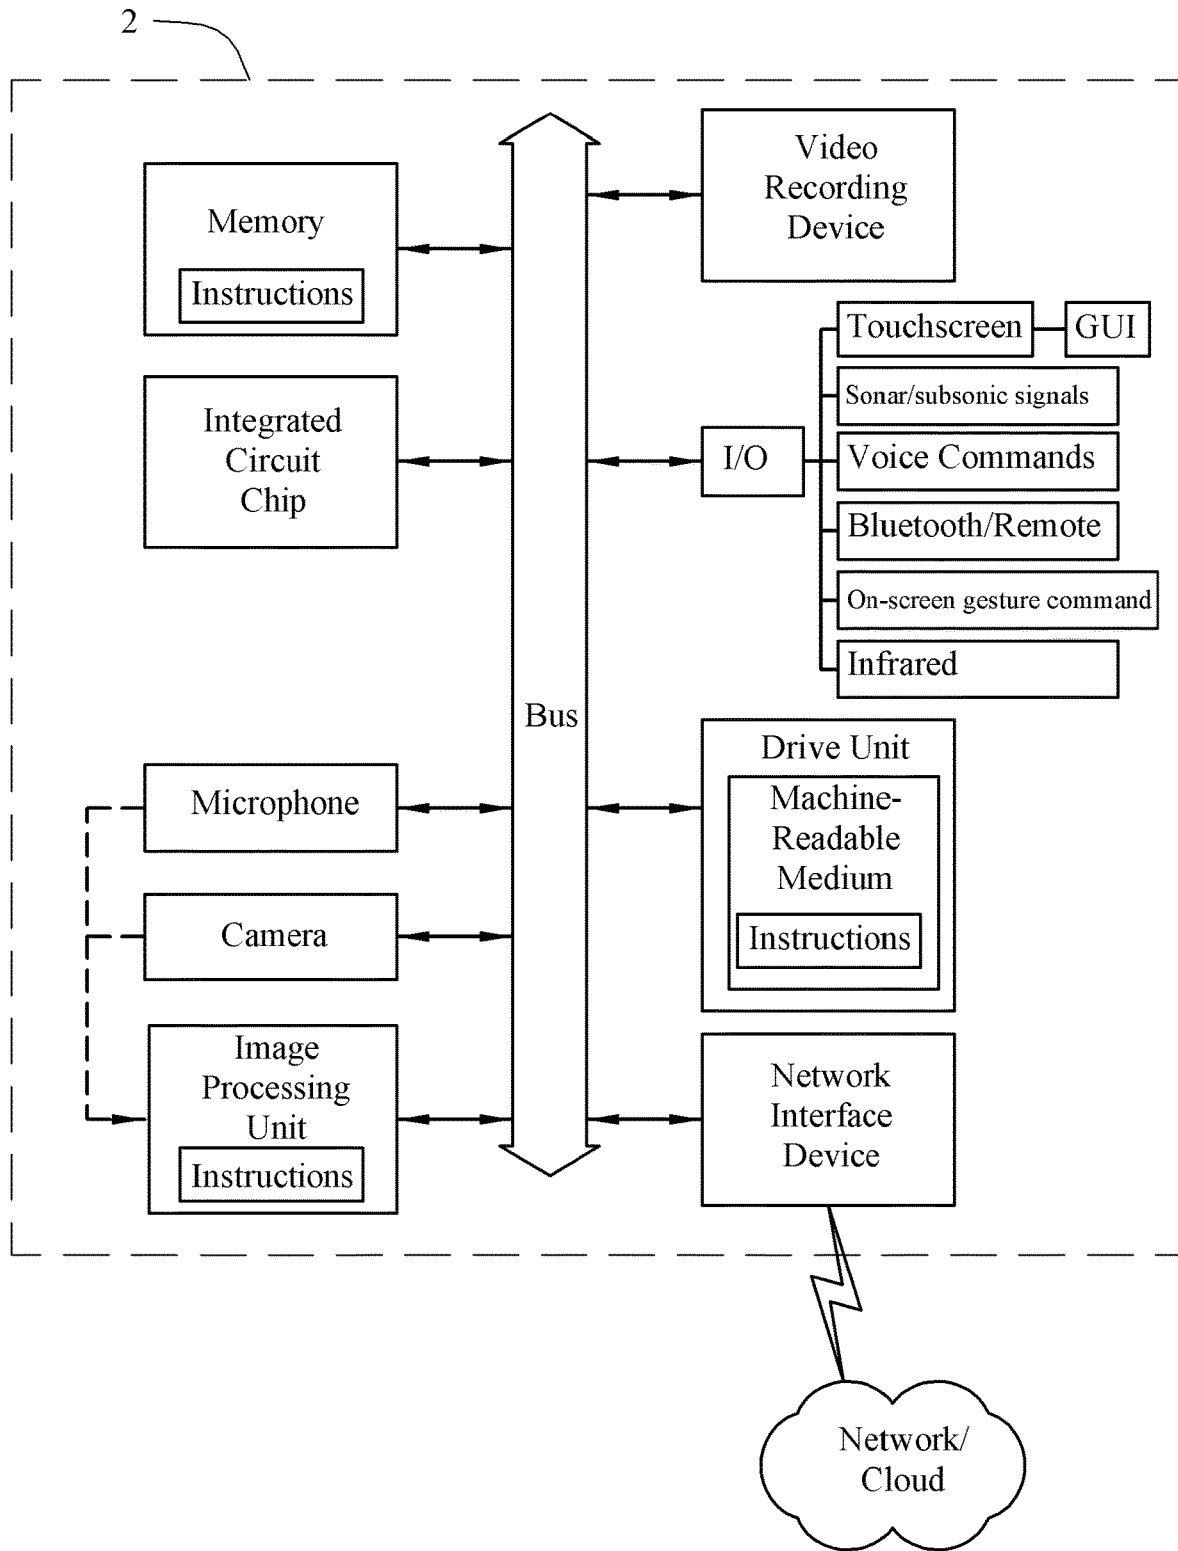 2
Memory
Instructions
Integrated
Circuit
Chip
Microphone
Camera
Image
Processing
Unit
Instructions
Bus
Video
Recording
Device
I/O
Touchscreen
GUI
Sonar/subsonic signals
Voice Commands
Bluetooth/Remote
On-screen gesture command
Infrared
Drive Unit
Machine-
Readable
Medium
Instructions
Network
Interface
Device
Network/
Cloud